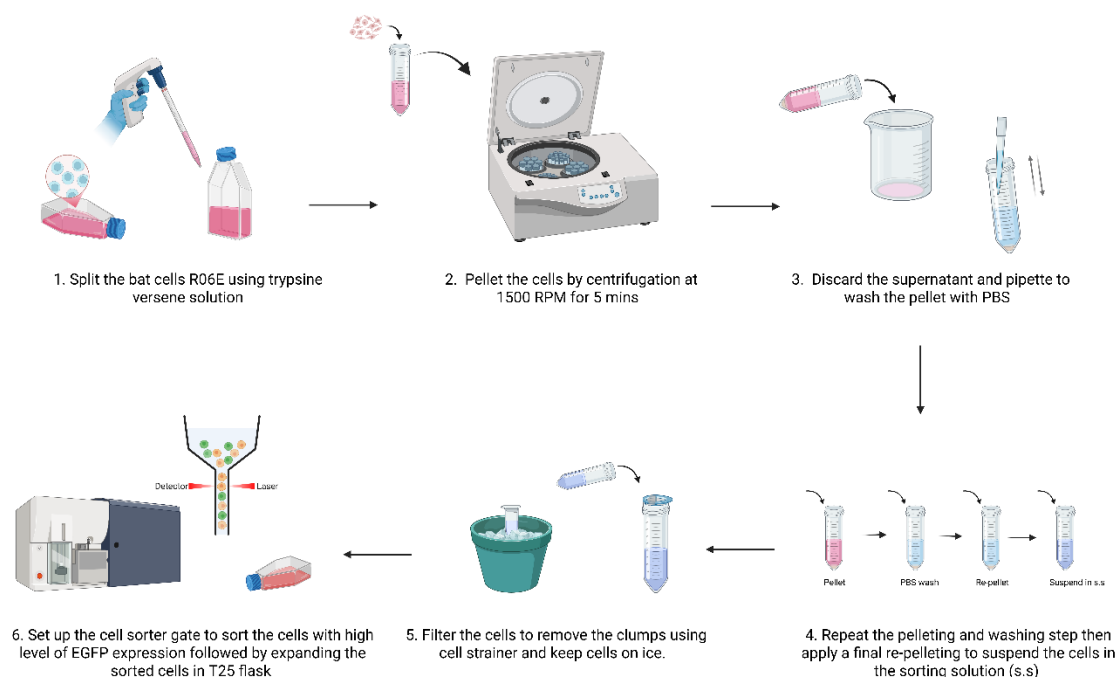 1. Split the bat cells R06E using trypsine
versene solution
2. Pellet the cells by centrifugation at
1500 RPM for 5 mins
3. Discard the supernatant and pipette to
wash the pellet with PBS
Pellet
PBS wash
Re-pellet
Suspend in s.s
4. Repeat the pelleting and washing step then
apply a final re-pelleting to suspend the cells in
the sorting solution (s.s)
5. Filter the cells to remove the clumps using
cell strainer and keep cells on ice.
Detector
Laser
6. Set up the cell sorter gate to sort the cells with high
level of EGFP expression followed by expanding the
sorted cells in T25 flask